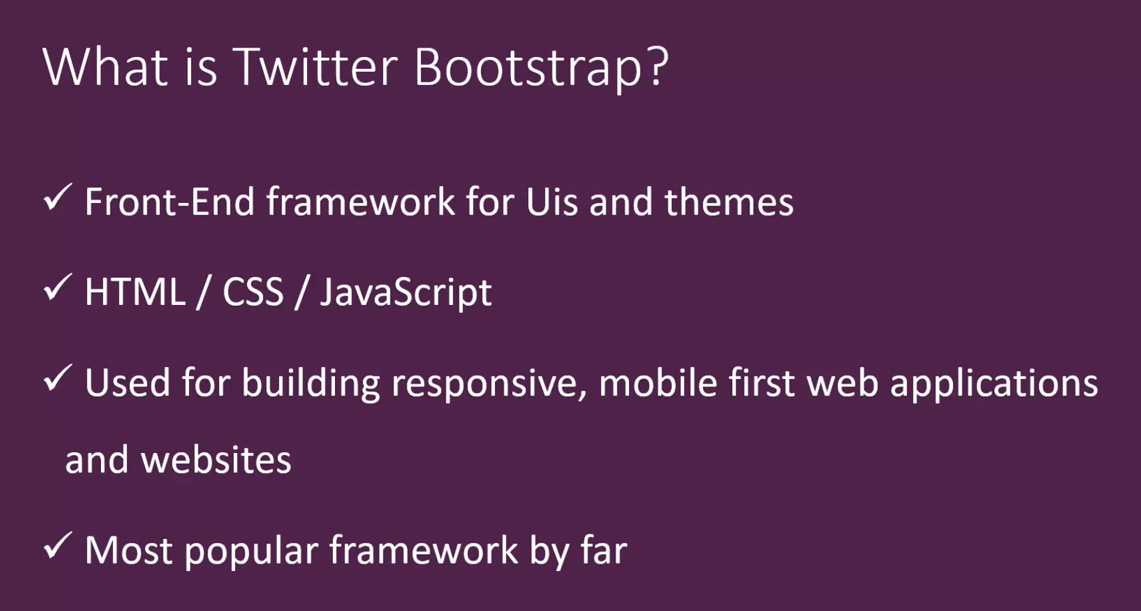 What is Twitter Bootstrap?
✓ Front-End framework for Uis and themes
✓ HTML / CSS / JavaScript
✓ Used for building responsive, mobile first web applications
and websites
✓ Most popular framework by far